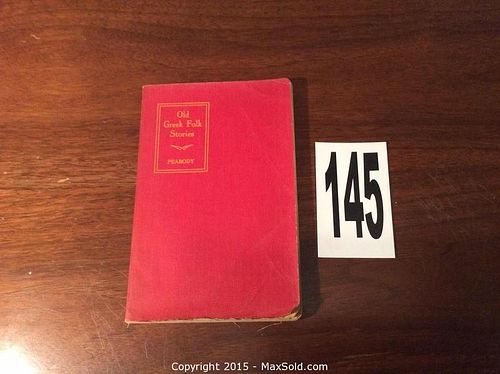 Old
Greek Folk
Stories
PEABODY
145
Copyright 2015 - MaxSold.com